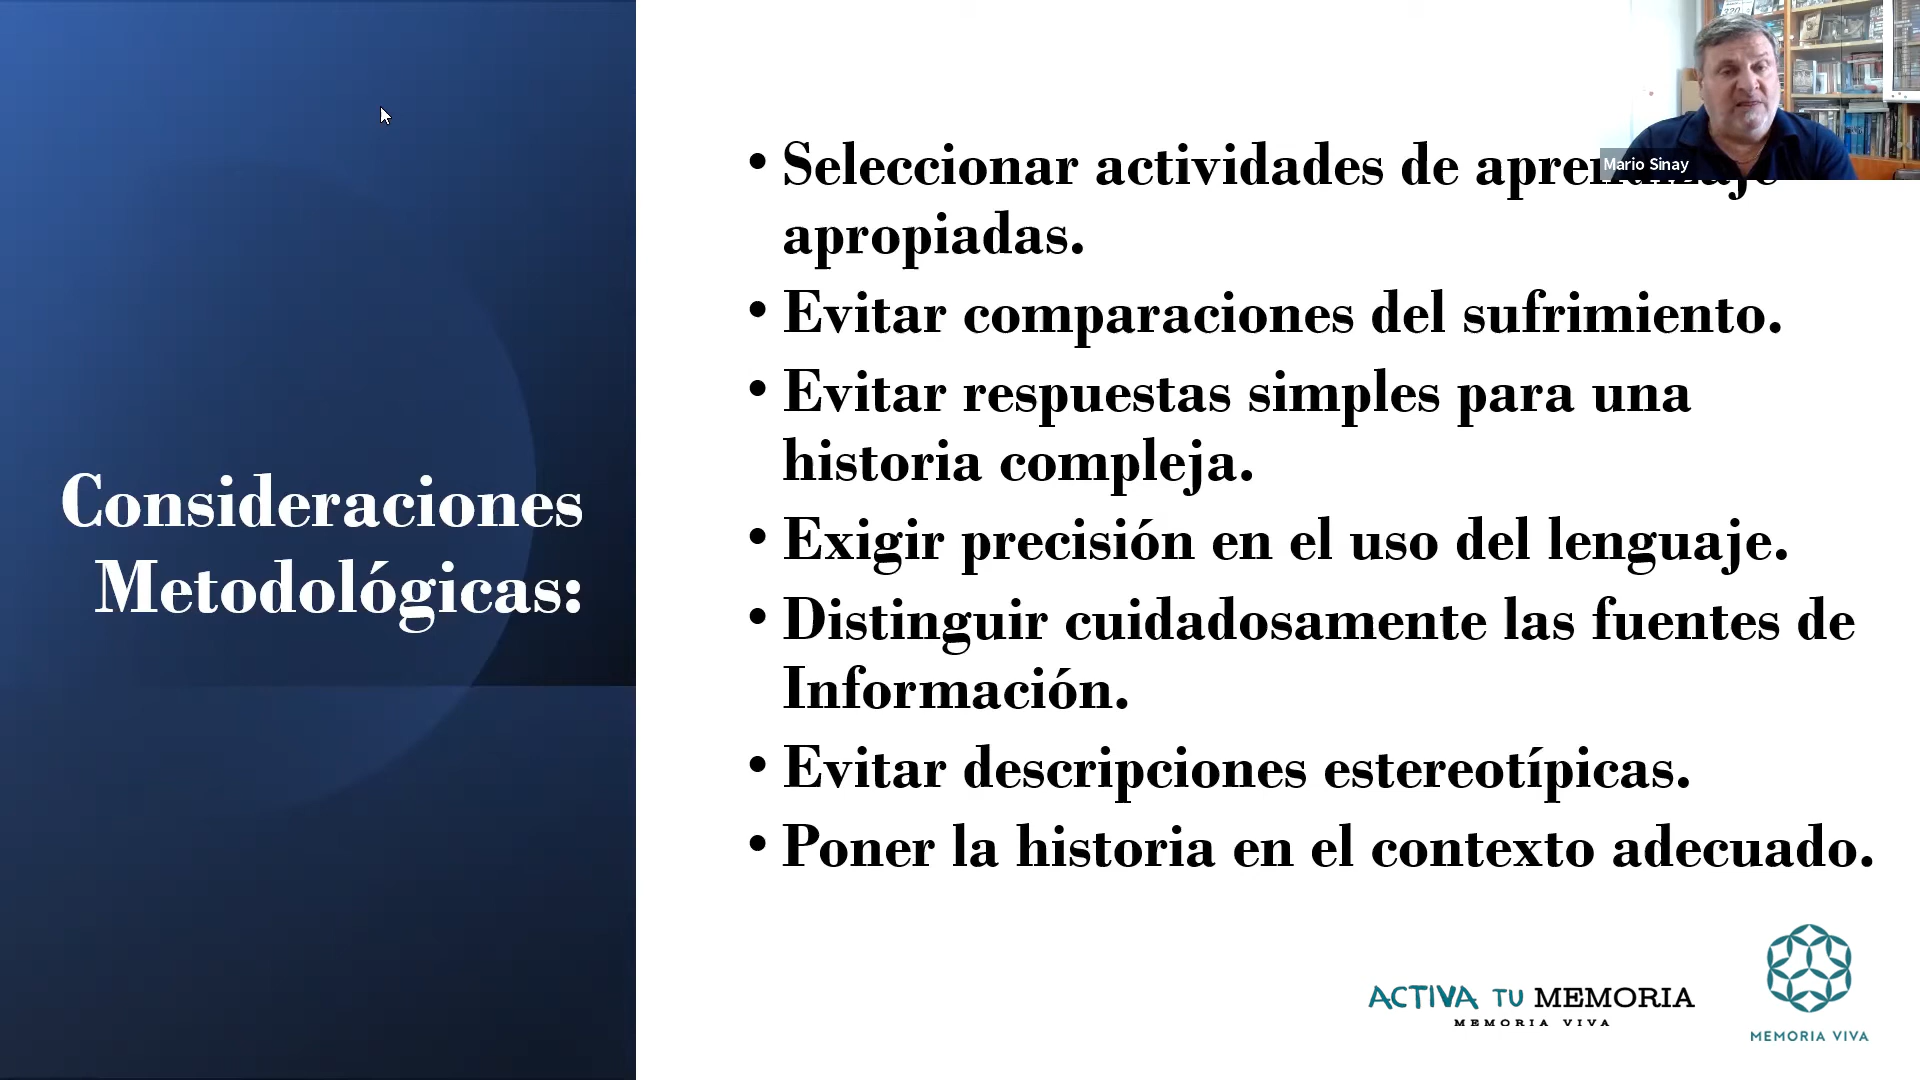 Consideraciones
Metodológicas:
• Seleccionar actividades de aprendizaje
apropiadas.
• Evitar comparaciones del sufrimiento.
• Evitar respuestas simples para una
historia compleja.
• Exigir precisión en el uso del lenguaje.
• Distinguir cuidadosamente las fuentes de
Información.
• Evitar descripciones estereotípicas.
• Poner la historia en el contexto adecuado.
Mario Sinay
ACTIVA TU MEMORIA
MEMORIA VIVA
MEMORIA VIVA